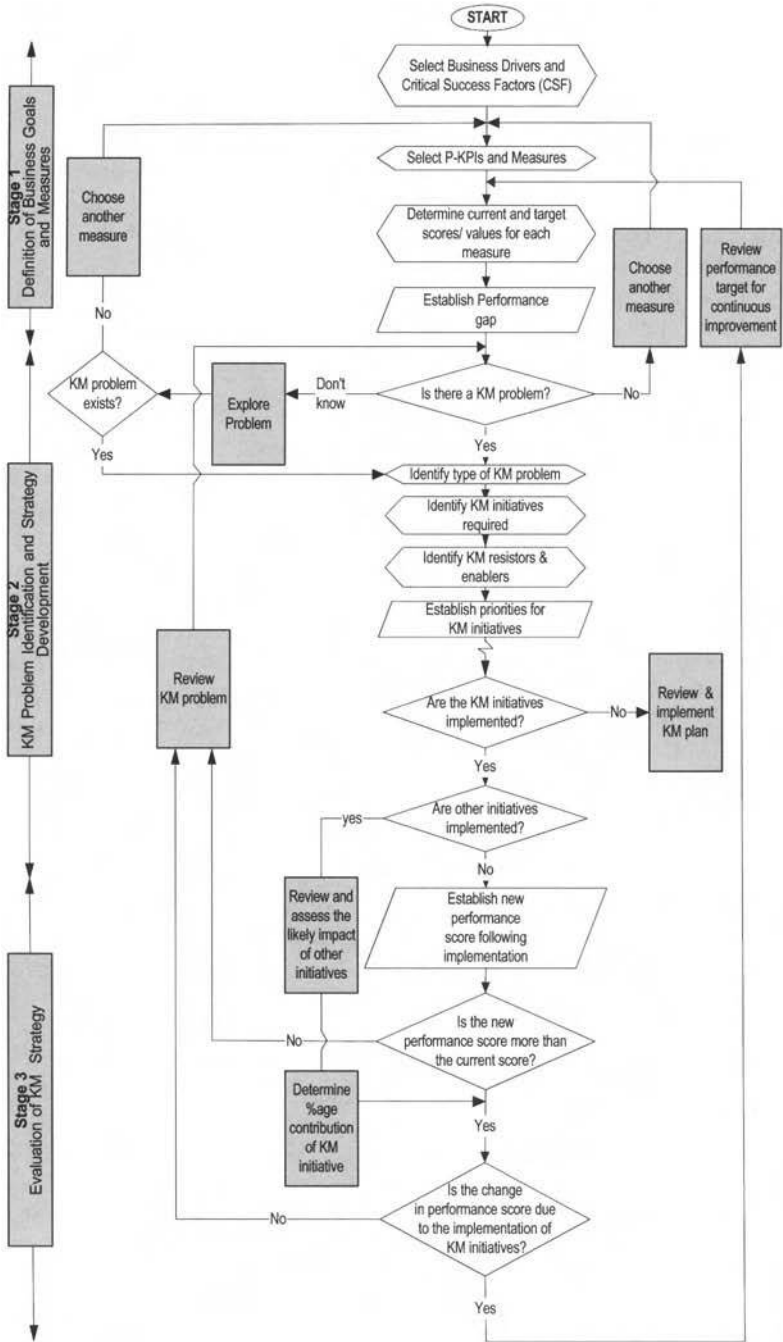 START
Select Business Drivers and
Critical Success Factors (CSF)
Stage 1
Definition of Business Goals
and Measures
Choose
another
measure
Select P-KPIs and Measures
Determine current and target
scores/ values for each
measure
Choose
another
measure
Review
performance
target for
continuous
improvement
Establish Performance
gap
No
KM problem
exists?
Explore
Problem
Don't
know
Is there a KM problem?
No
Yes
Yes
Identify type of KM problem
Identify KM initiatives
required
Identify KM resistors &
enablers
Establish priorities for
KM initiatives
Stage 2
KM Problem Identification and Strategy
Development
Review
KM problem
Are the KM initiatives
implemented?
No
Review &
implement
KM plan
Yes
yes
Are other initiatives
implemented?
No
Review and
assess the
likely impact
of other
initiatives
Establish new
performance
score following
implementation
Stage 3
Evaluation of KM Strategy
No
Is the new
performance score more than
the current score?
Determine
%age
contribution
of KM
initiative
Yes
No
Is the change
in performance score due
to the implementation of
KM initiatives?
Yes